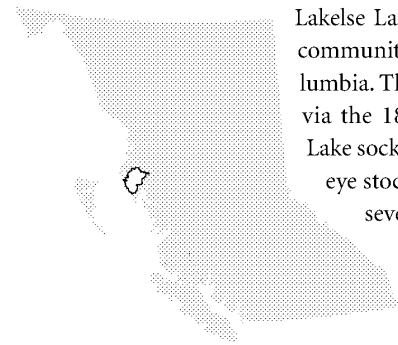 Lakelse La
communit
lumbia. Th
via the 18
Lake sock
eye stoc
seve